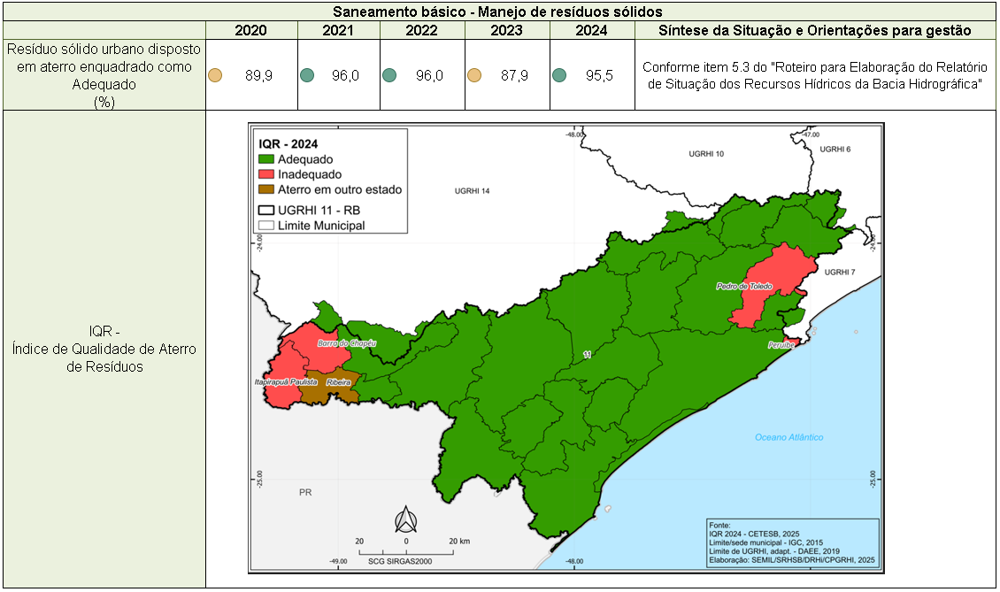 Saneamento básico - Manejo de resíduos sólidos
2020
2021
2022
2023
2024
Síntese da Situação e Orientações para gestão
Resíduo sólido urbano disposto
em aterro enquadrado como
Adequado
(%)
89,9
96,0
96,0
87,9
95,5
Conforme item 5.3 do "Roteiro para Elaboração do Relatório
de Situação dos Recursos Hídricos da Bacia Hidrográfica"
IQR -
Índice de Qualidade de Aterro
de Resíduos
IQR - 2024
Adequado
Inadequado
Aterro em outro estado
UGRHI 11 - RB
Limite Municipal
-48.00
-47.00
UGRHI 6
UGRHI 10
UGRHI 14
-24.00
-24.00
UGRHI 7
Pedro de Toledo
Barra do Chapéu
Peruíbe
11
Itapirapuã Paulista
Ribeira
Oceano Atlântico
-25.00
-25.00
PR
20
0
20 km
SCG SIRGAS2000
-49.00
-48.00
Fonte:
IQR 2024 - CETESB, 2025
Limite/sede municipal - IGC, 2015
Limite de UGRHI, adapt. - DAEE, 2019
Elaboração: SEMIL/SRHSB/DRHi/CPGRHI, 2025